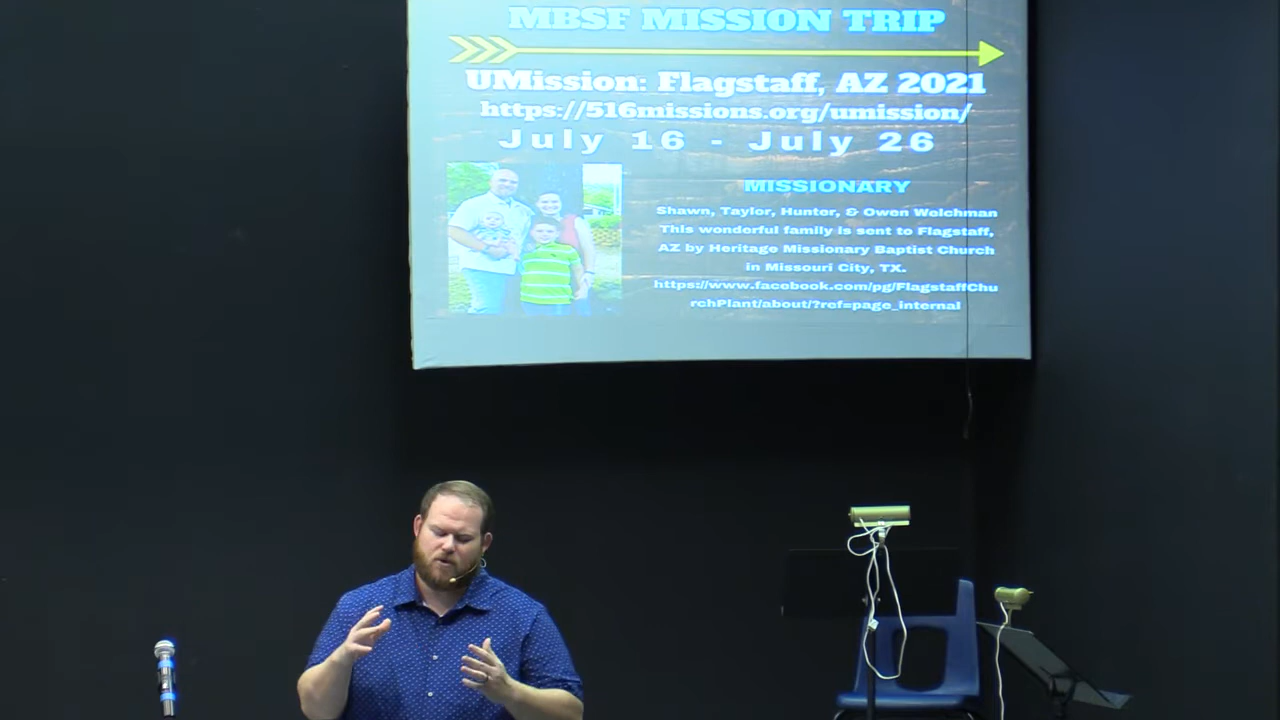 MBSF MISSION TRIP
UMission: Flagstaff, AZ 2021
https://516missions.org/umission/
July 16 - July 26
MISSIONARY
Shawn, Taylor, Hunter, & Owen Welchman
This wonderful family is sent to Flagstaff,
AZ by Heritage Missionary Baptist Church
in Missouri City, TX.
https://www.facebook.com/pg/FlagstaffChu
rchPlant/about/?ref=page_internal